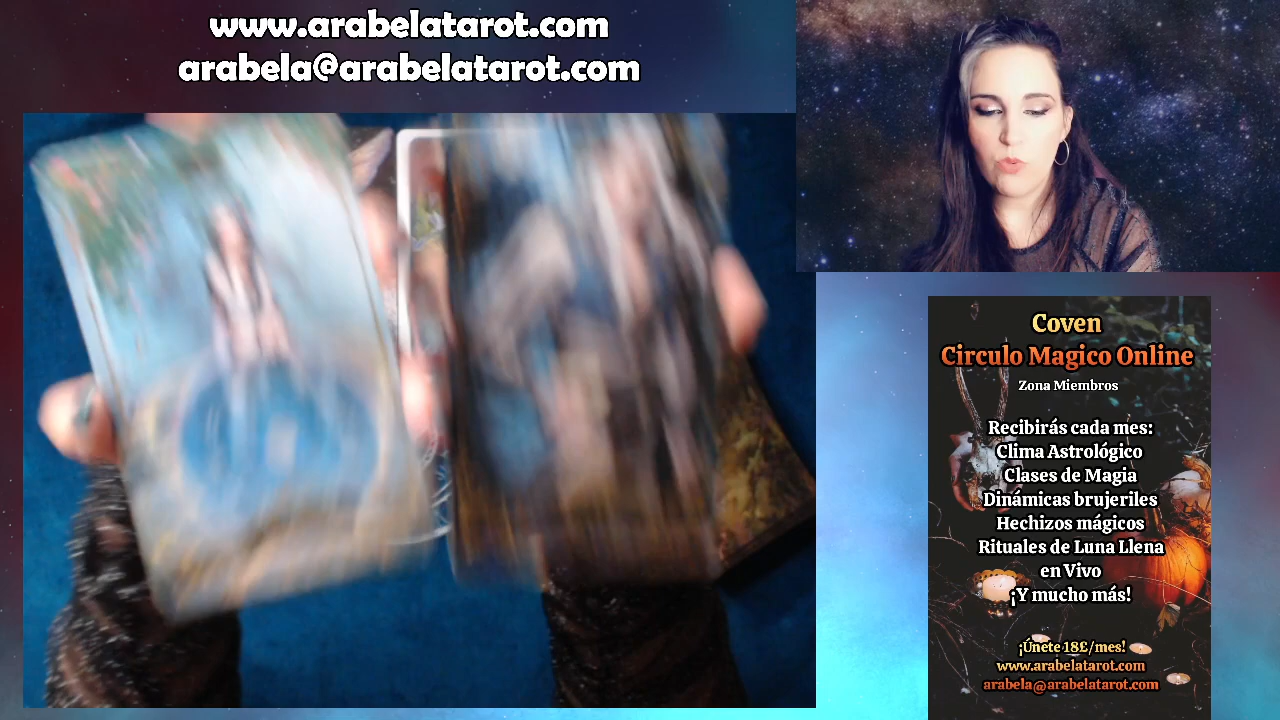 www.arabelatarot.com
arabela@arabelatarot.com
Coven
Circulo Magico Online
Zona Miembros
Recibirás cada mes:
Clima Astrológico
Clases de Magia
Dinámicas brujeriles
Hechizos mágicos
Rituales de Luna Llena
en Vivo
¡Y mucho más!
¡Únete 18£/mes!
www.arabelatarot.com
arabela@arabelatarot.com